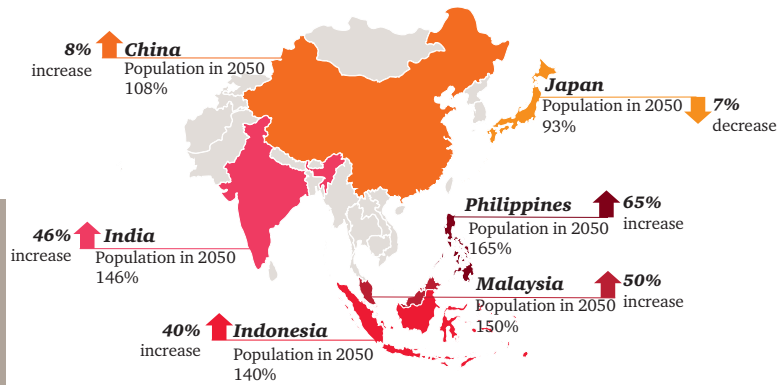 8%
increase
China
Population in 2050
108%
Japan
Population in 2050
93%
7%
decrease
Philippines
Population in 2050
165%
65%
increase
46%
increase
India
Population in 2050
146%
Malaysia
Population in 2050
150%
50%
increase
40%
increase
Indonesia
Population in 2050
140%